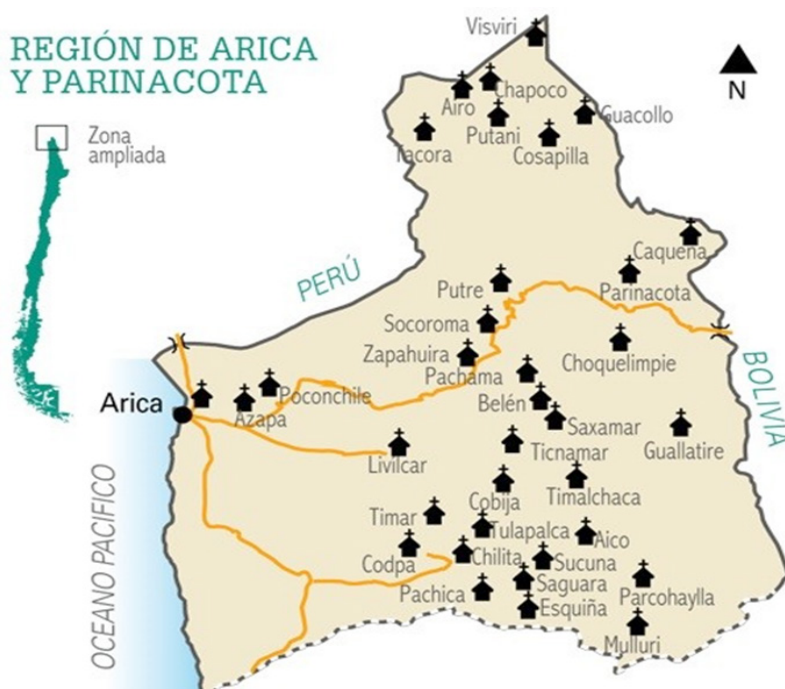 REGIÓN DE ARICA
Y PARINACOTA
Zona
ampliada
N
Visviri
Chapoco
Airo
Putani
Guacollo
Tacora
Cosapilla
PERÚ
Caquena
Parinacota
Putre
Socoroma
Zapahuira
Choquelimpie
Pachama
BOLIVIA
Poconchile
Arica
Azapa
Belén
Saxamar
Guallatire
Ticnamar
Livilcar
Timalchaca
Cobija
OCEANO PACIFICO
Timar
Tulapalca
Aico
Codpa
Chilita
Sucuna
Saguara
Pachica
Parcohaylla
Esquiña
Mulluri